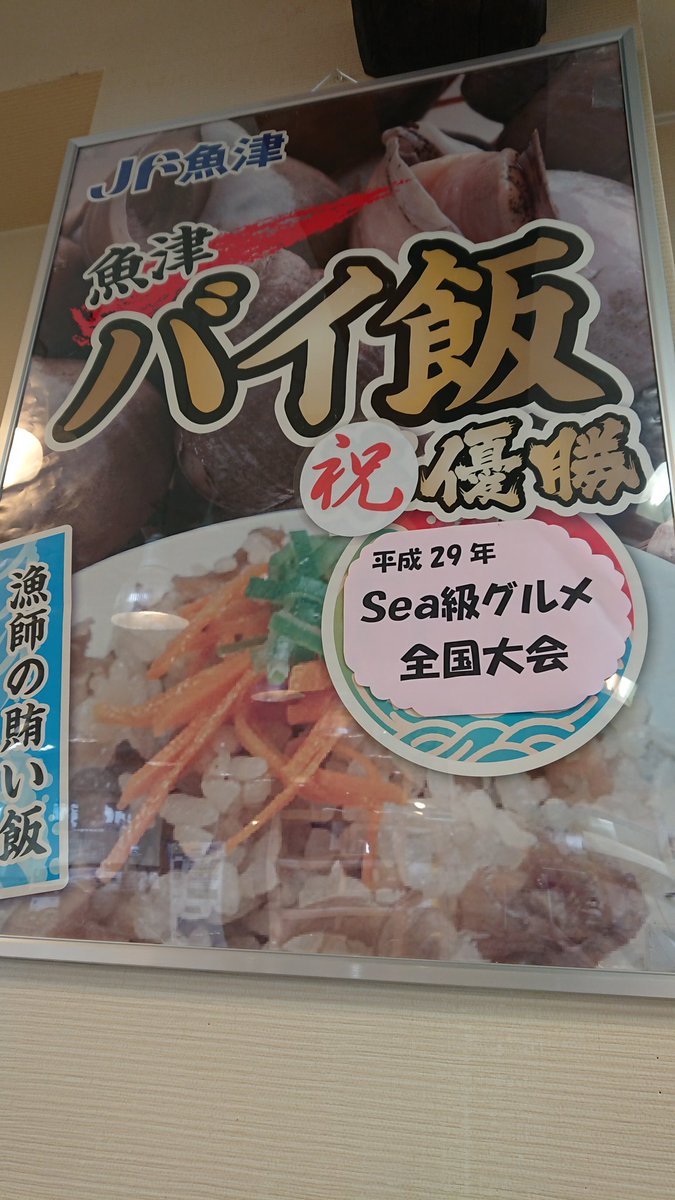 JF魚津
魚津
バイ飯
祝優勝
平成29年
Sea級グルメ
全国大会
漁師の賄い飯